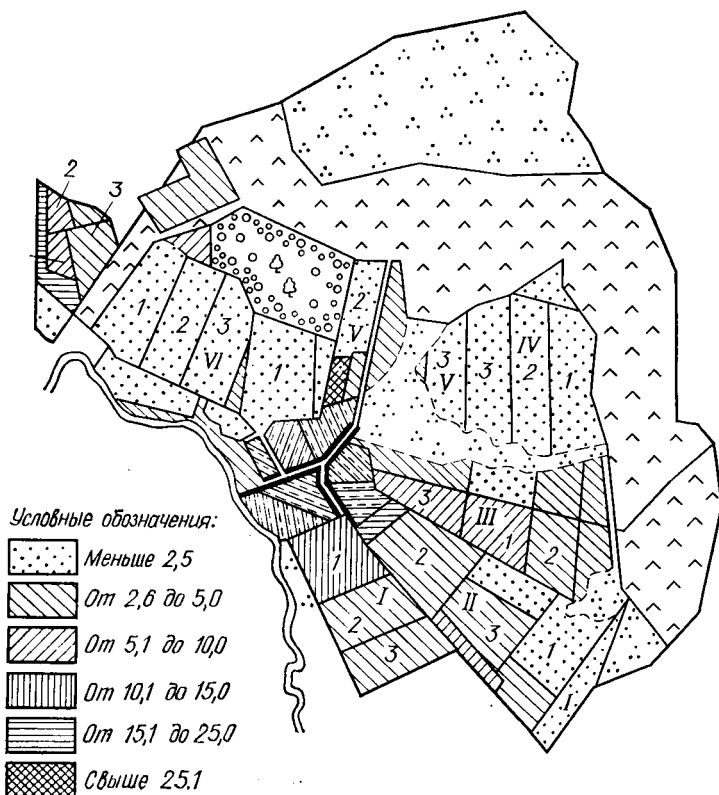 2
3
1
2
3
VI
1
2
V
3
V
3
IV
2
1
3
III
1
2
2
II
3
1
I
1
I
2
3
Условные обозначения:
Меньше 2,5
От 2,6 до 5,0
От 5,1 до 10,0
От 10,1 до 15,0
От 15,1 до 25,0
Свыше 25.1